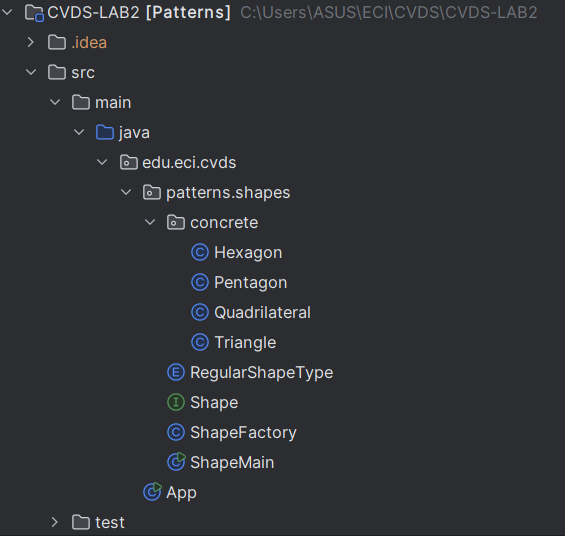 CVDS-LAB2 [Patterns] C:\Users\ASUS\ECI\CVDS\CVDS-LAB2
.idea
src
main
java
edu.eci.cvds
patterns.shapes
concrete
C Hexagon
C Pentagon
C Quadrilateral
C Triangle
E RegularShapeType
I Shape
C ShapeFactory
C ShapeMain
C App
test